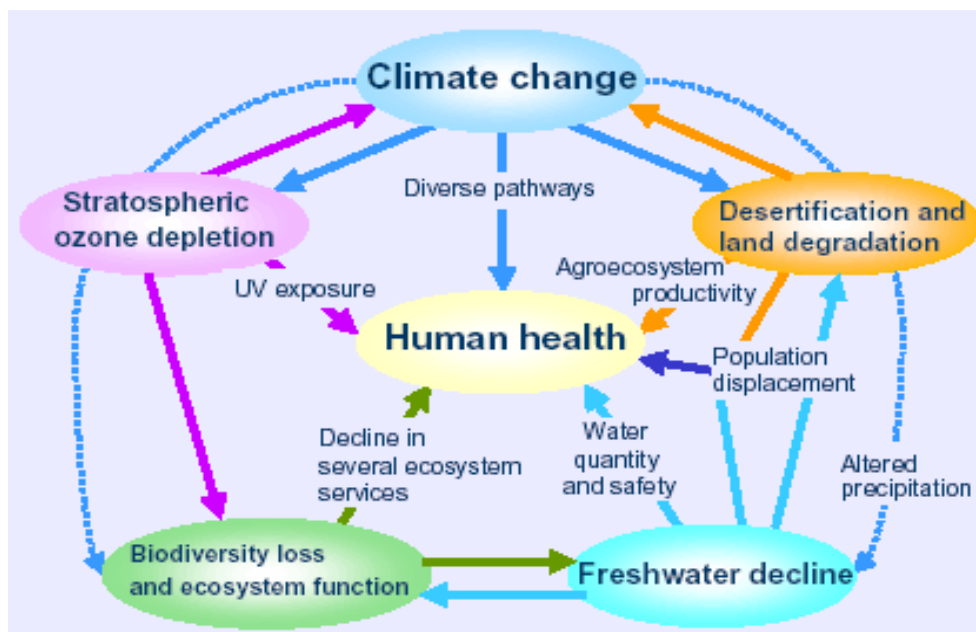 Climate change
Diverse pathways
Stratospheric
ozone depletion
Desertification and
land degradation
UV exposure
Agroecosystem
productivity
Human health
Population
displacement
Decline in
several ecosystem
services
Water
quantity
and safety
Altered
precipitation
Biodiversity loss
and ecosystem function
Freshwater decline